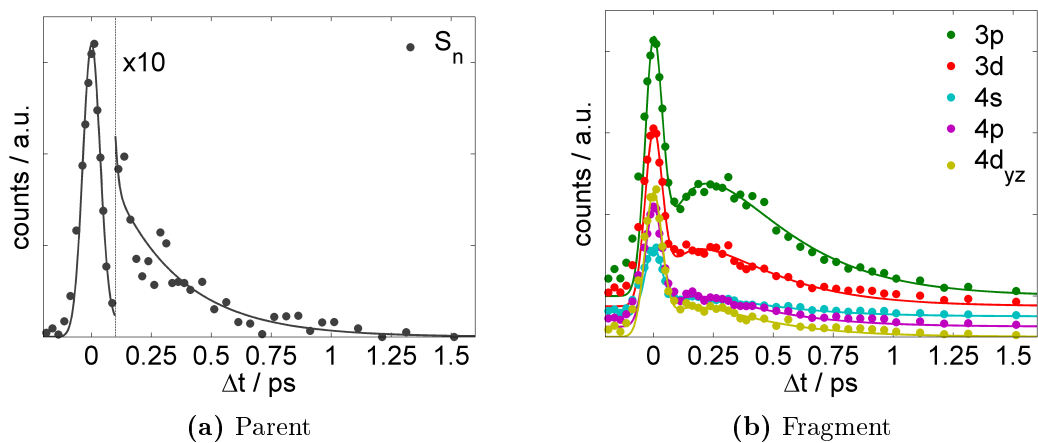 counts / a.u.
x10
S_n
0 0.25 0.5 0.75 1 1.25 1.5
Δt / ps
(a) Parent
counts / a.u.
3p
3d
4s
4p
4d_yz
0 0.25 0.5 0.75 1 1.25 1.5
Δt / ps
(b) Fragment